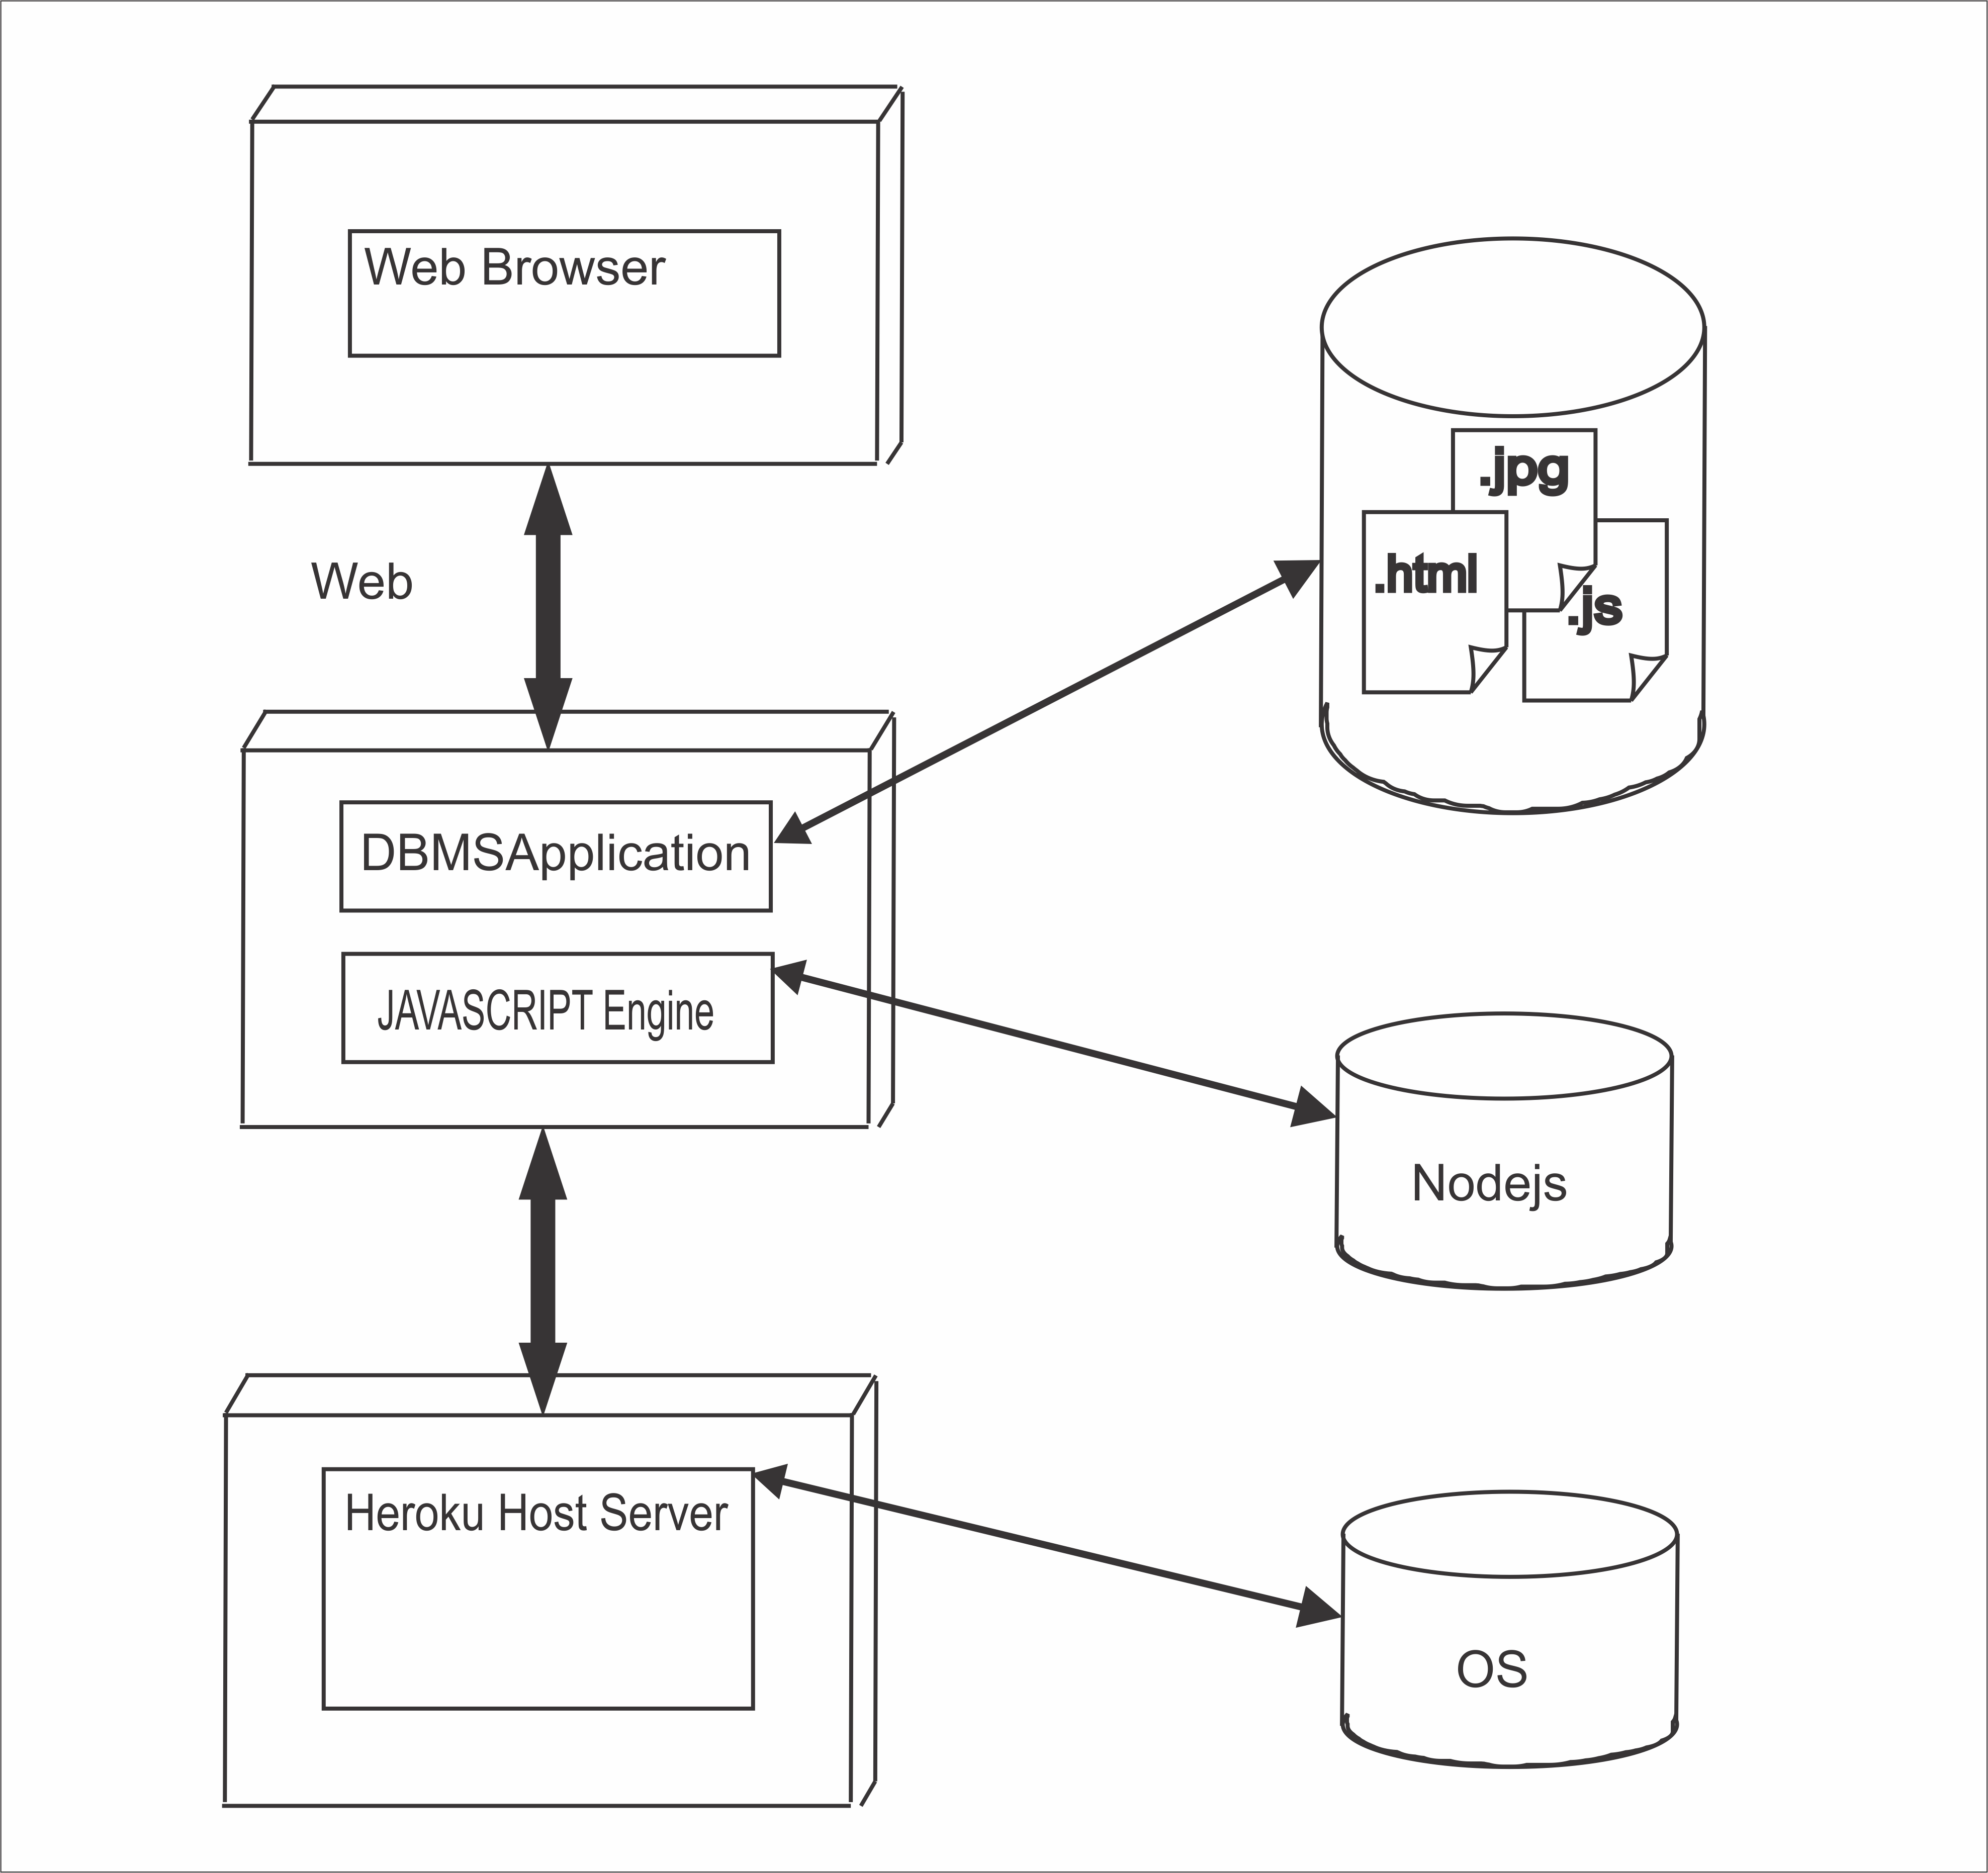 Web Browser
.jpg
.html
.js
Web
DBMSApplication
JAVASCRIPT Engine
Nodejs
Heroku Host Server
OS